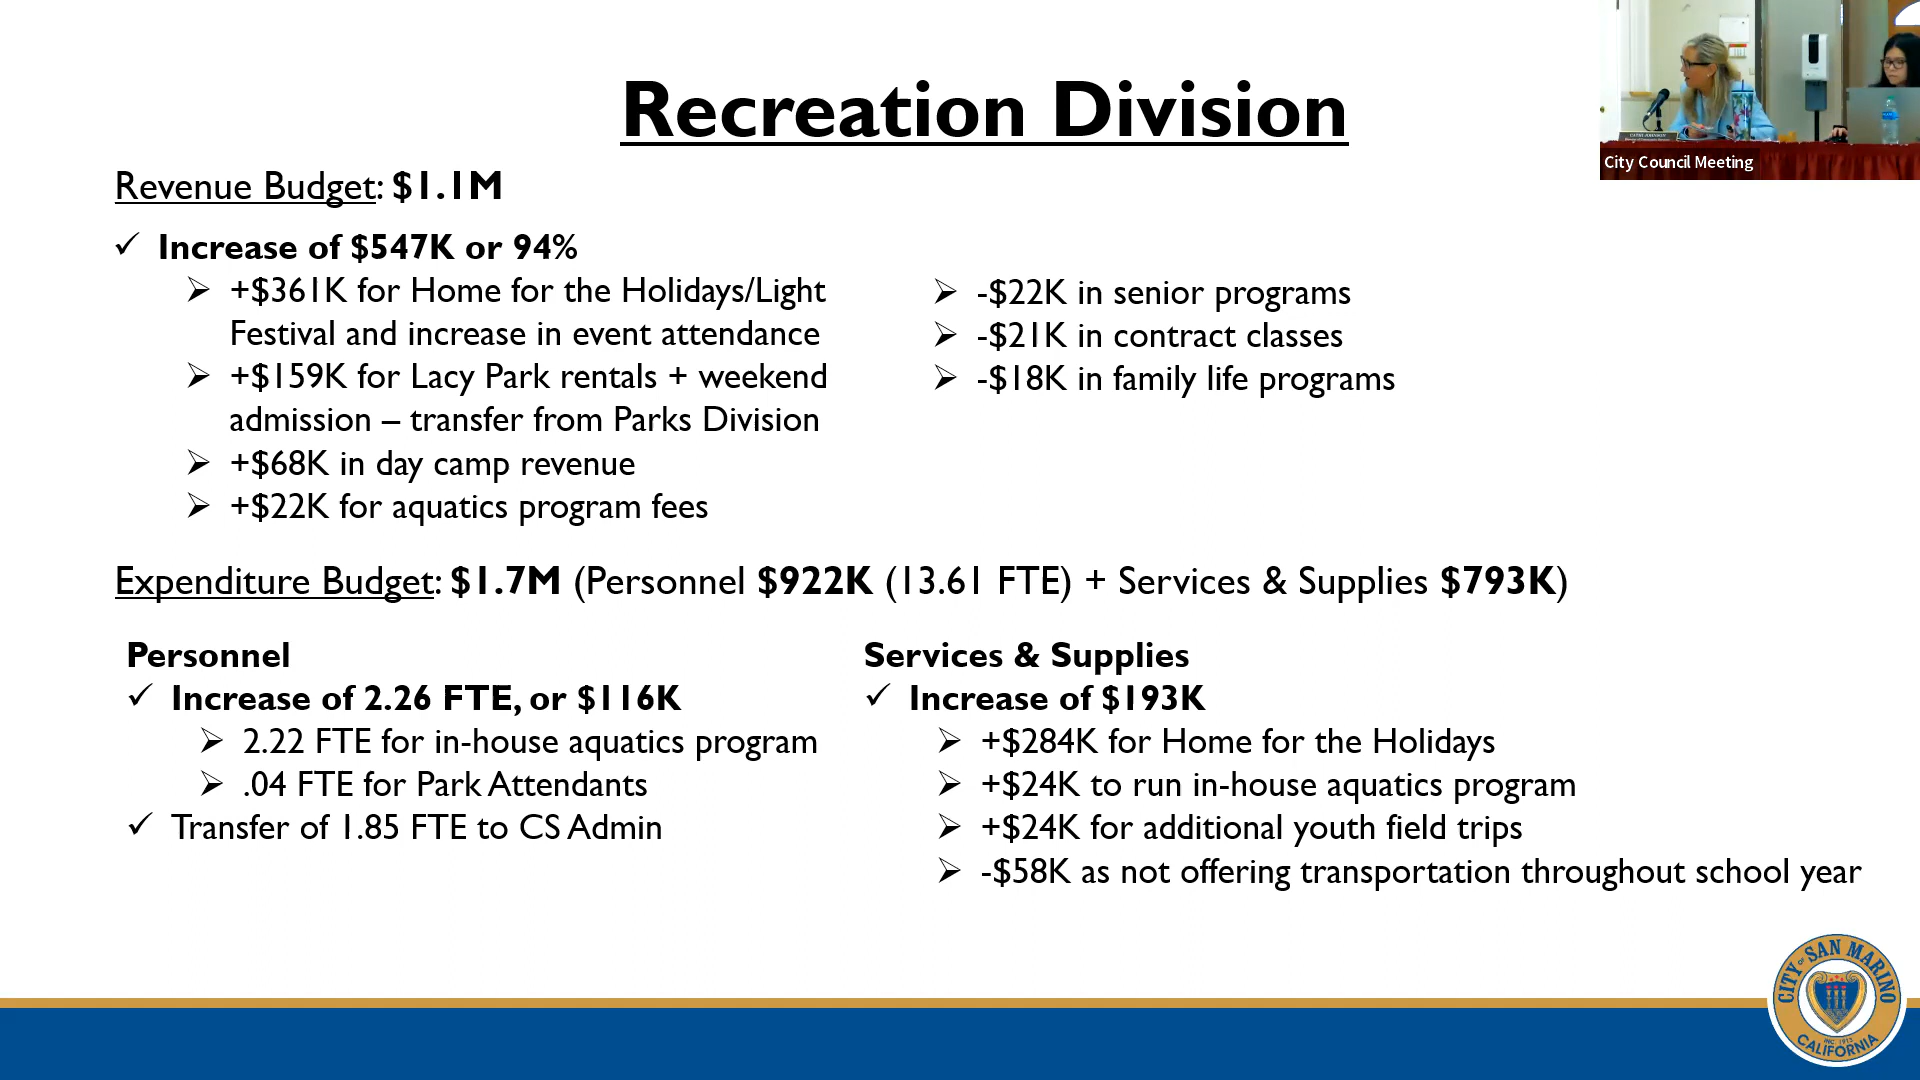 Recreation Division
City Council Meeting
Revenue Budget: $1.1M
✓ Increase of $547K or 94%
➢ +$361K for Home for the Holidays/Light
Festival and increase in event attendance
➢ +$159K for Lacy Park rentals + weekend
admission – transfer from Parks Division
➢ +$68K in day camp revenue
➢ +$22K for aquatics program fees
➢ -$22K in senior programs
➢ -$21K in contract classes
➢ -$18K in family life programs
Expenditure Budget: $1.7M (Personnel $922K (13.61 FTE) + Services & Supplies $793K)
Personnel
✓ Increase of 2.26 FTE, or $116K
➢ 2.22 FTE for in-house aquatics program
➢ .04 FTE for Park Attendants
✓ Transfer of 1.85 FTE to CS Admin
Services & Supplies
✓ Increase of $193K
➢ +$284K for Home for the Holidays
➢ +$24K to run in-house aquatics program
➢ +$24K for additional youth field trips
➢ -$58K as not offering transportation throughout school year
CITY OF SAN MARINO
INC. 1913
CALIFORNIA